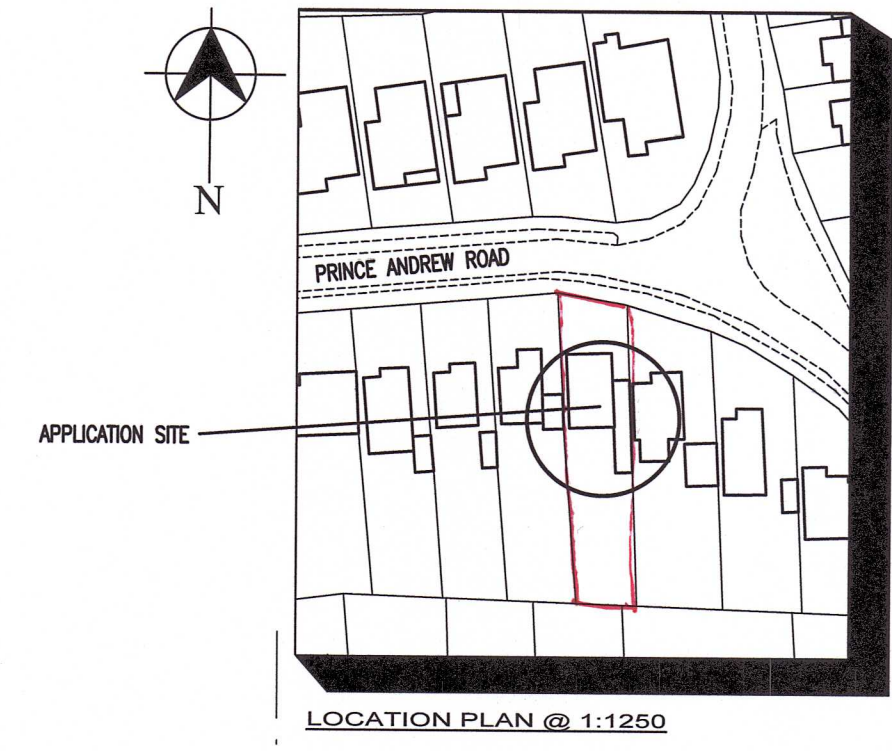 N
PRINCE ANDREW ROAD
APPLICATION SITE
LOCATION PLAN @ 1:1250